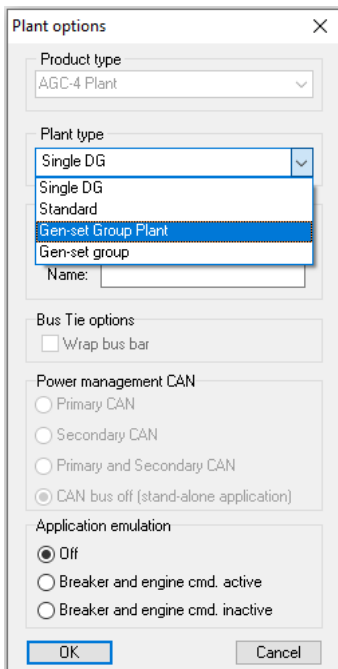 Plant options
Product type
AGC-4 Plant
Plant type
Single DG
Single DG
Standard
Gen-set Group Plant
Gen-set group
Name:
Bus Tie options
Wrap bus bar
Power management CAN
Primary CAN
Secondary CAN
Primary and Secondary CAN
CAN bus off (stand-alone application)
Application emulation
Off
Breaker and engine cmd. active
Breaker and engine cmd. inactive
OK Cancel